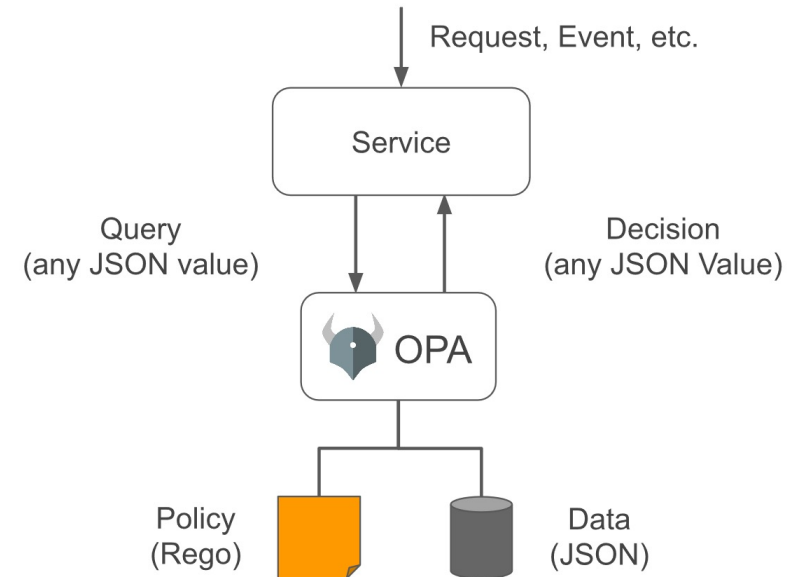 Request, Event, etc.
Service
Query
(any JSON value)
Decision
(any JSON Value)
OPA
Policy
(Rego)
Data
(JSON)